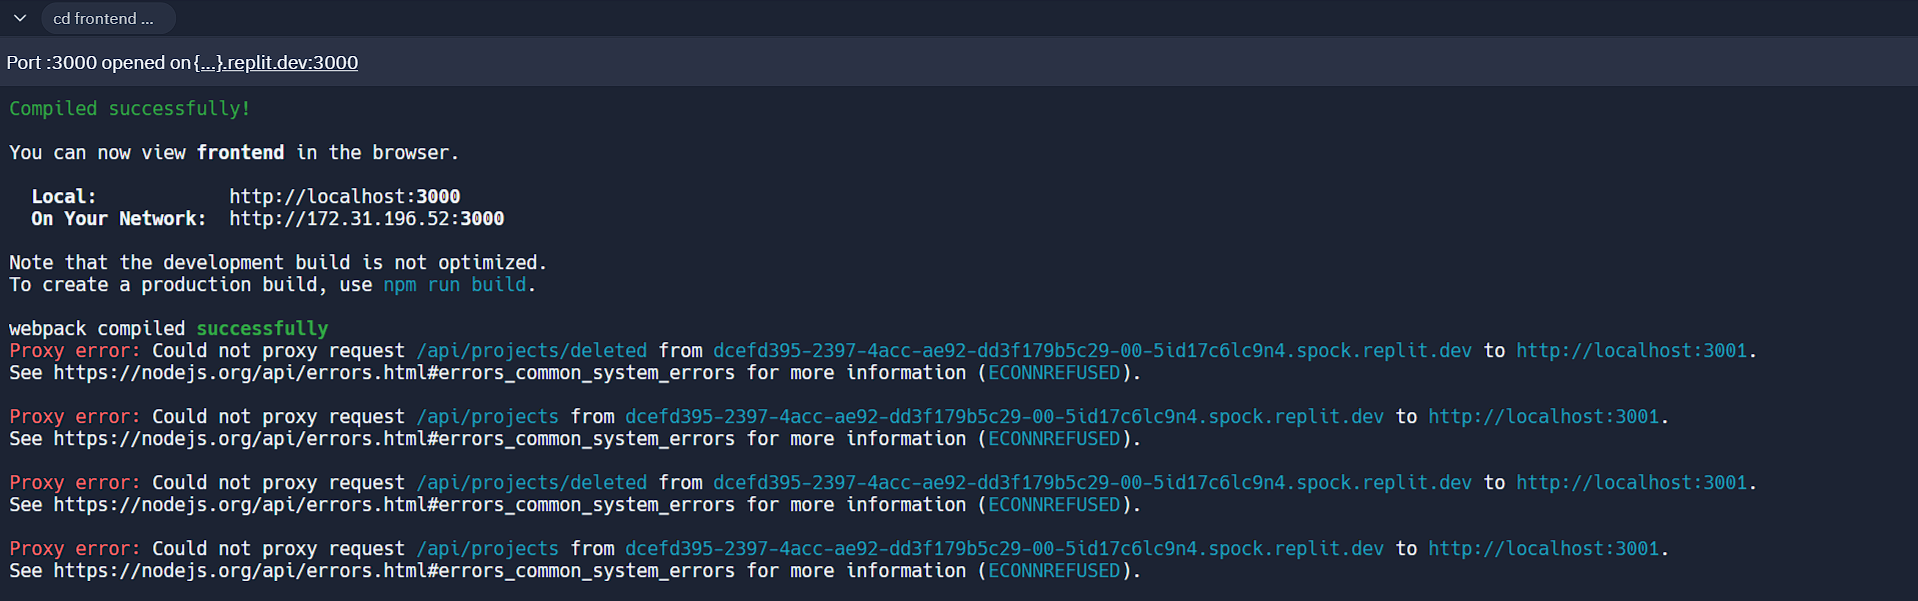 cd frontend ...
Port :3000 opened on {...}.replit.dev:3000
Compiled successfully!
You can now view frontend in the browser.
Local: http://localhost:3000
On Your Network: http://172.31.196.52:3000
Note that the development build is not optimized.
To create a production build, use npm run build.
webpack compiled successfully
Proxy error: Could not proxy request /api/projects/deleted from dcefd395-2397-4acc-ae92-dd3f179b5c29-00-5id17c6lc9n4.spock.replit.dev to http://localhost:3001.
See https://nodejs.org/api/errors.html#errors_common_system_errors for more information (ECONNREFUSED).
Proxy error: Could not proxy request /api/projects from dcefd395-2397-4acc-ae92-dd3f179b5c29-00-5id17c6lc9n4.spock.replit.dev to http://localhost:3001.
See https://nodejs.org/api/errors.html#errors_common_system_errors for more information (ECONNREFUSED).
Proxy error: Could not proxy request /api/projects/deleted from dcefd395-2397-4acc-ae92-dd3f179b5c29-00-5id17c6lc9n4.spock.replit.dev to http://localhost:3001.
See https://nodejs.org/api/errors.html#errors_common_system_errors for more information (ECONNREFUSED).
Proxy error: Could not proxy request /api/projects from dcefd395-2397-4acc-ae92-dd3f179b5c29-00-5id17c6lc9n4.spock.replit.dev to http://localhost:3001.
See https://nodejs.org/api/errors.html#errors_common_system_errors for more information (ECONNREFUSED).